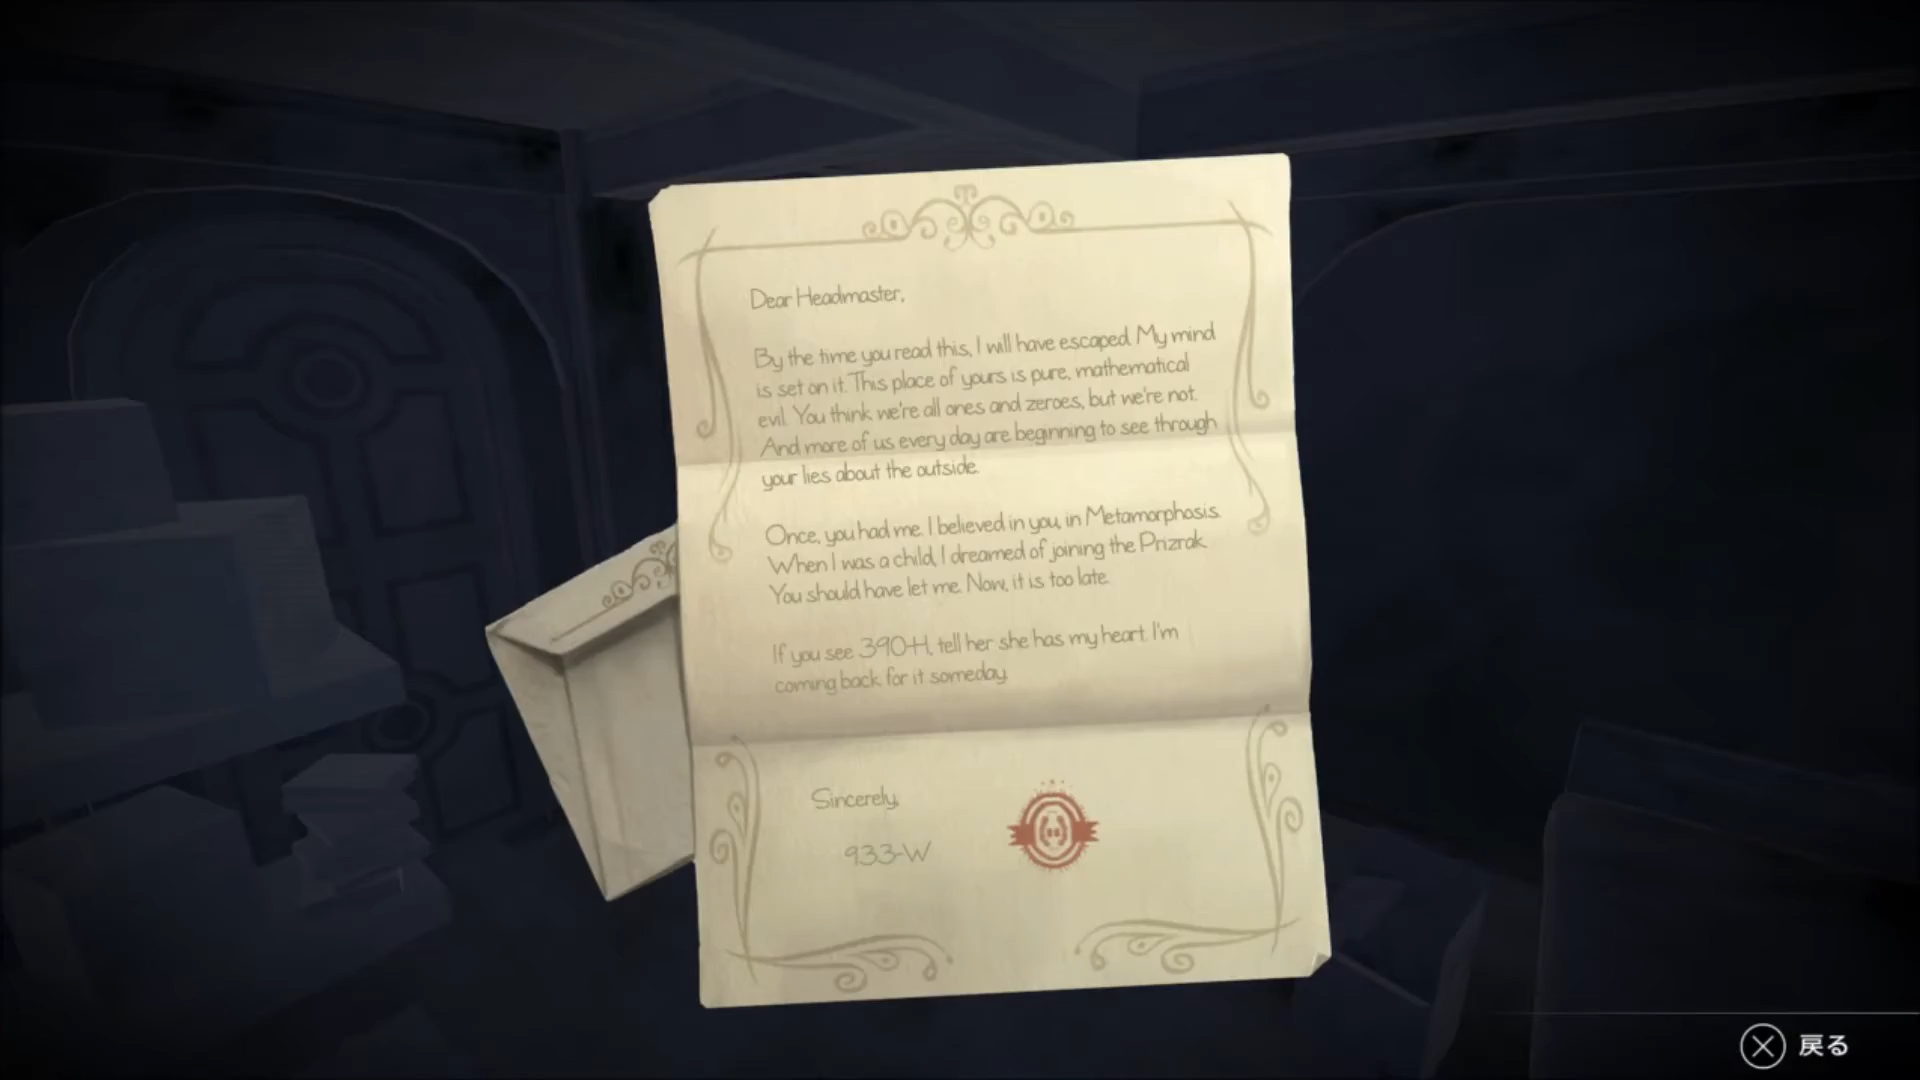 Dear Headmaster,
By the time you read this, I will have escaped. My mind
is set on it. This place of yours is pure, mathematical
evil. You think we're all ones and zeroes, but we're not.
And more of us every day are beginning to see through
your lies about the outside.
Once, you had me. I believed in you, in Metamorphosis.
When I was a child, I dreamed of joining the Prizrak.
You should have let me. Now, it is too late.
If you see 390-H, tell her she has my heart. I'm
coming back for it someday.
Sincerely,
933-W
戻る